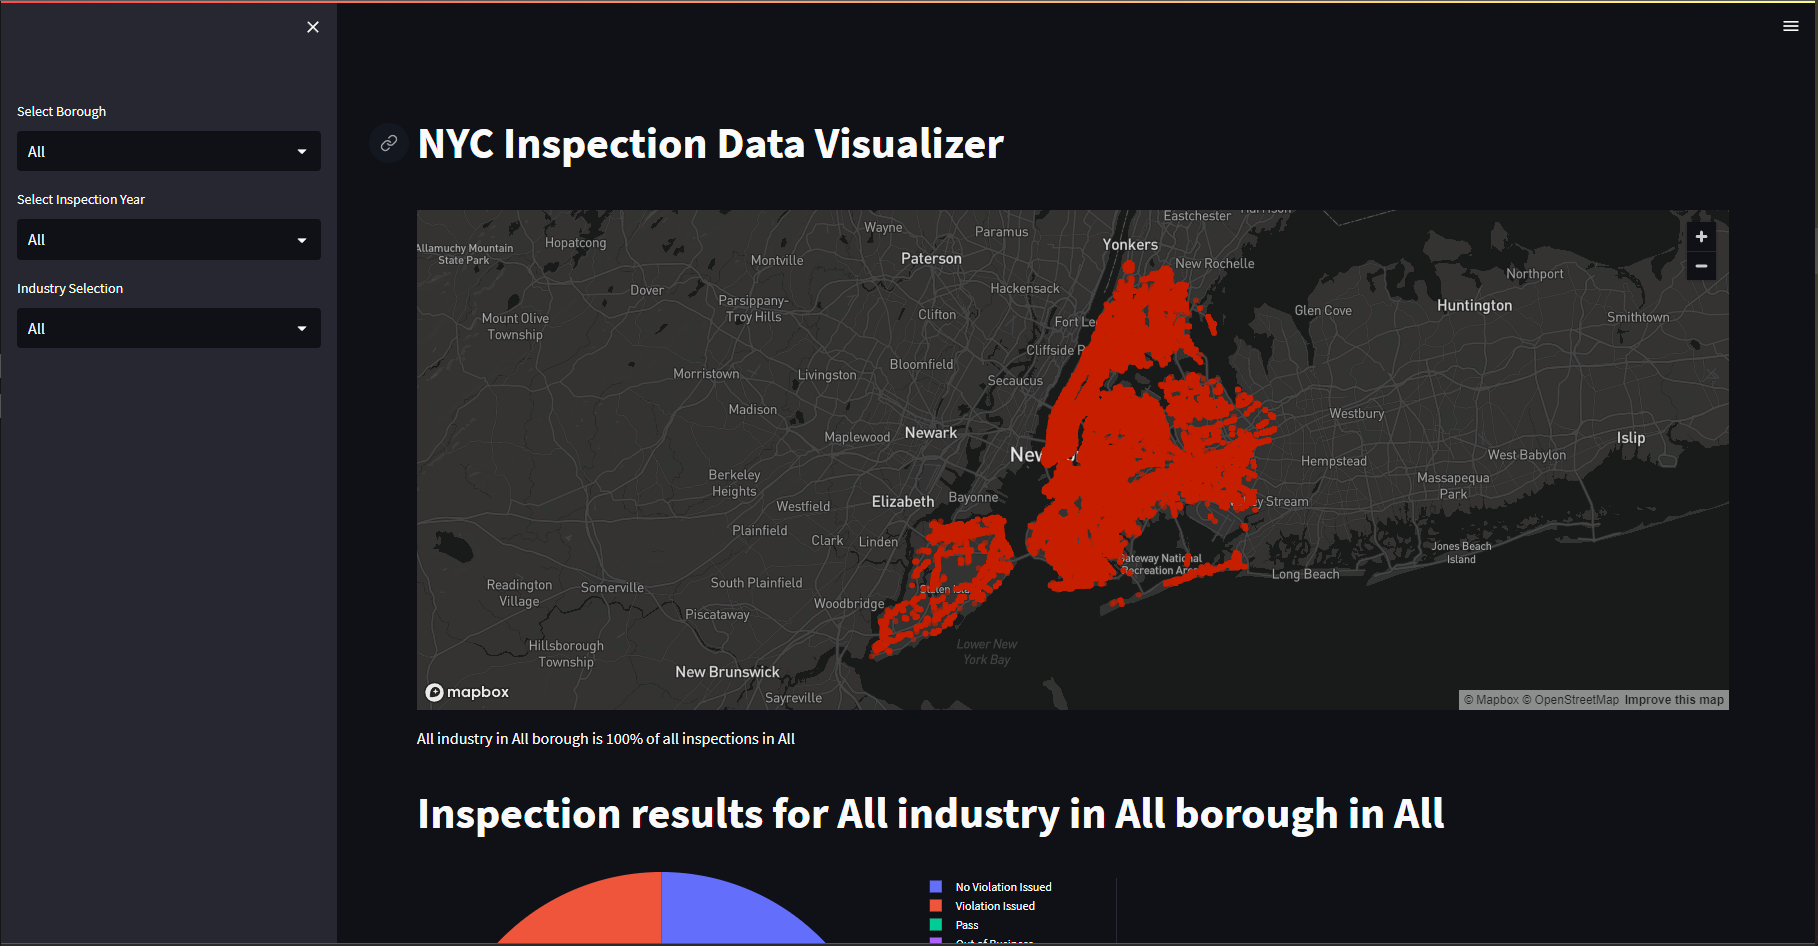 Select Borough
All
Select Inspection Year
All
Industry Selection
All
NYC Inspection Data Visualizer
Eastchester
Wayne
Paramus
Yonkers
Allamuchy Mountain
State Park
Hopatcong
Montville
Paterson
New Rochelle
Northport
Hackensack
Dover
Parsippany-
Troy Hills
Clifton
Fort Le
Glen Cove
Huntington
Smithtown
Mount Olive
Township
Cliffside P
Bloomfield
Secaucus
Morristown
Livingston
Madison
Westbury
Maplewood
Newark
New
Islip
West Babylon
Hempstead
Berkeley
Heights
Massapequa
Park
Elizabeth
Bayonne
Westfield
ey Stream
Plainfield
Clark
Linden
Jones Beach
Island
Gateway National
Recreation Area
Long Beach
Readington
Village
Somerville
South Plainfield
Staten Isla
Woodbridge
Piscataway
Hillsborough
Township
Lower New
York Bay
New Brunswick
Sayreville
mapbox
© Mapbox © OpenStreetMap Improve this map
All industry in All borough is 100% of all inspections in All
Inspection results for All industry in All borough in All
No Violation Issued
Violation Issued
Pass
Out of Business